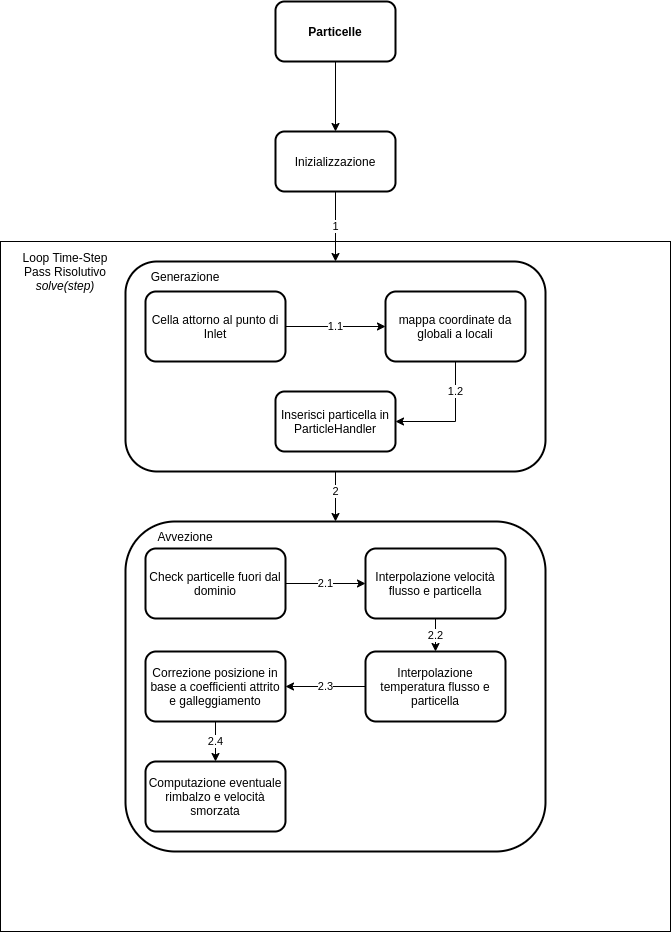 Particelle
Inizializzazione
1
Loop Time-Step
Pass Risolutivo
solve(step)
Generazione
Cella attorno al punto di
Inlet
1.1
mappa coordinate da
globali a locali
1.2
Inserisci particella in
ParticleHandler
2
Avvezione
Check particelle fuori dal
dominio
2.1
Interpolazione velocità
flusso e particella
2.2
Interpolazione
temperatura flusso e
particella
2.3
Correzione posizione in
base a coefficienti attrito
e galleggiamento
2.4
Computazione eventuale
rimbalzo e velocità
smorzata